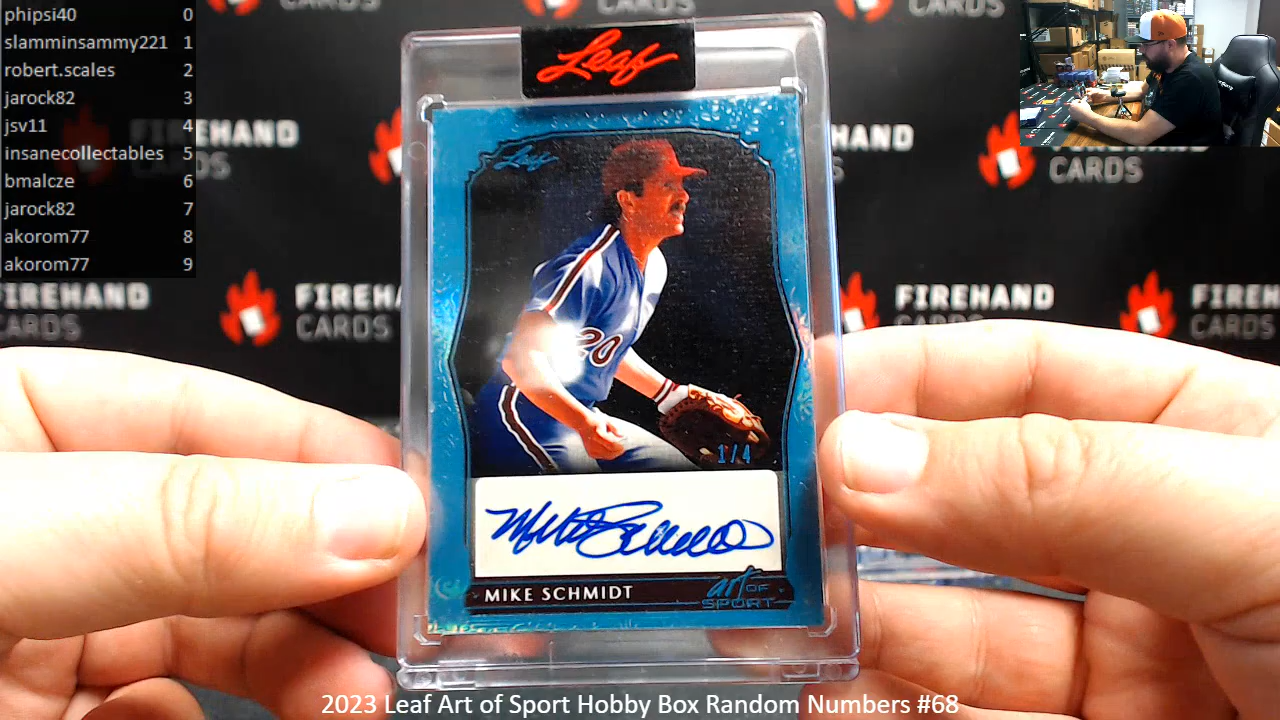 phipsi40 0
slamminsammy221 1
robert.scales 2
jarock82 3
jsv11 4
insanecollectables 5
bmalcze 6
jarock82 7
akorom77 8
akorom77 9
Leaf
Leaf
20
1/4
Mike Schmidt
MIKE SCHMIDT
art OF
SPORT
FIREHAND
CARDS
FIREHAND
CARDS
FIREHAND
CARDS
FIREHAND
CARDS
FIREHAND
CARDS
2023 Leaf Art of Sport Hobby Box Random Numbers #68